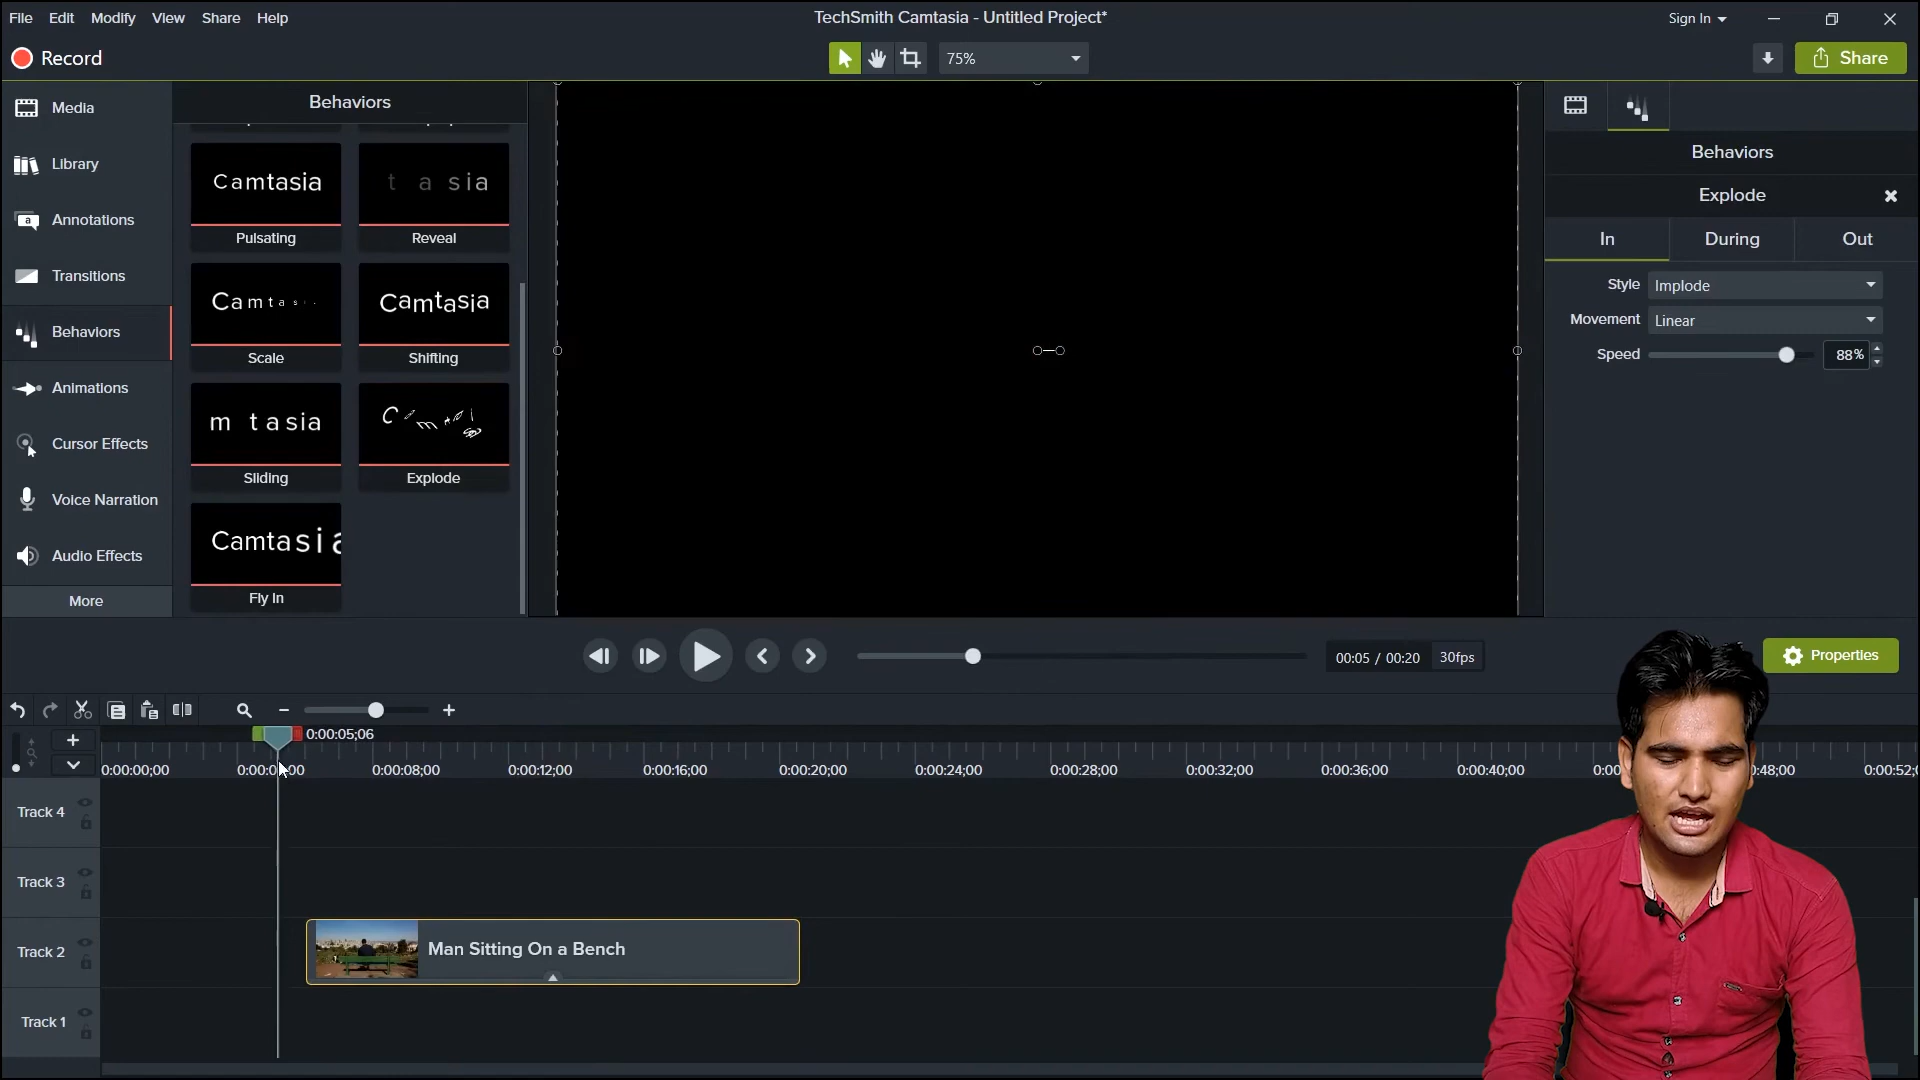 File Edit Modify View Share Help
TechSmith Camtasia - Untitled Project*
Sign In
Record
75%
Share
Media
Library
Annotations
Transitions
Behaviors
Animations
Cursor Effects
Voice Narration
Audio Effects
More
Behaviors
Camtasia
Pulsating
t a sia
Reveal
Camtas
Scale
Camtasia
Shifting
m t a sia
Sliding
Explode
Camtasia
Fly In
Behaviors
Explode
In During Out
Style Implode
Movement Linear
Speed 88%
00:05 / 00:20 30fps
Properties
0:00:05;06
0:00:00;00 0:00:08;00 0:00:12;00 0:00:16;00 0:00:20;00 0:00:24;00 0:00:28;00 0:00:32;00 0:00:36;00 0:00:40;00 :48;00 0:00:52;
Track 4
Track 3
Track 2
Man Sitting On a Bench
Track 1